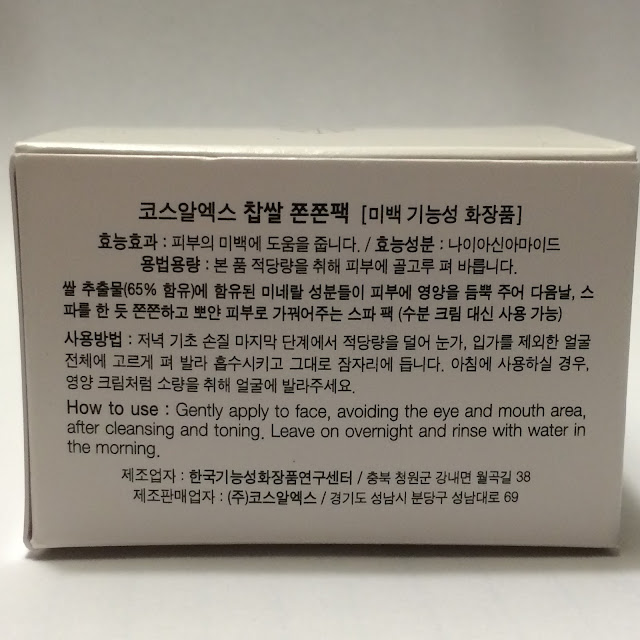 코스알엑스 찹쌀 쫀쫀팩 [미백 기능성 화장품]
효능효과 : 피부의 미백에 도움을 줍니다. / 효능성분 : 나이아신아마이드
용법용량 : 본 품 적당량을 취해 피부에 골고루 펴 바릅니다.
쌀 추출물(65% 함유)에 함유된 미네랄 성분들이 피부에 영양을 듬뿍 주어 다음날, 스
파를 한 듯 쫀쫀하고 뽀얀 피부로 가꿔어주는 스파 팩 (수분 크림 대신 사용 가능)
사용방법 : 저녁 기초 손질 마지막 단계에서 적당량을 덜어 눈가, 입가를 제외한 얼굴
전체에 고르게 펴 발라 흡수시키고 그대로 잠자리에 듭니다. 아침에 사용하실 경우,
영양 크림처럼 소량을 취해 얼굴에 발라주세요.
How to use : Gently apply to face, avoiding the eye and mouth area,
after cleansing and toning. Leave on overnight and rinse with water in
the morning.
제조업자 : 한국기능성화장품연구센터 / 충북 청원군 강내면 월곡길 38
제조판매업자 : (주)코스알엑스 / 경기도 성남시 분당구 성남대로 69